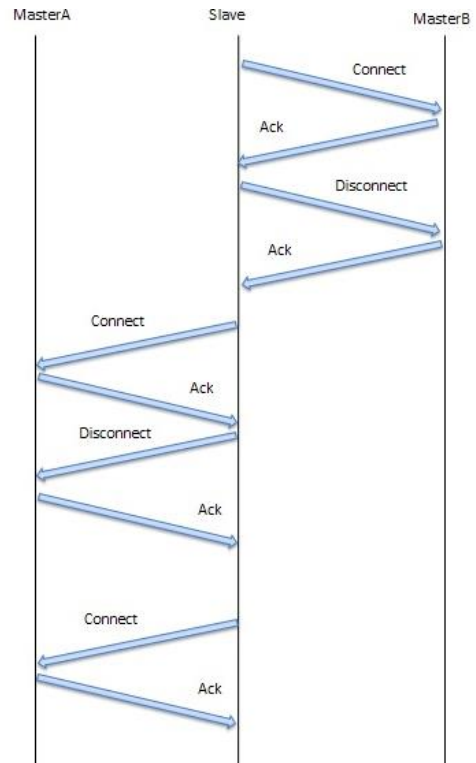 MasterA
Slave
MasterB
Connect
Ack
Disconnect
Ack
Connect
Ack
Disconnect
Ack
Connect
Ack